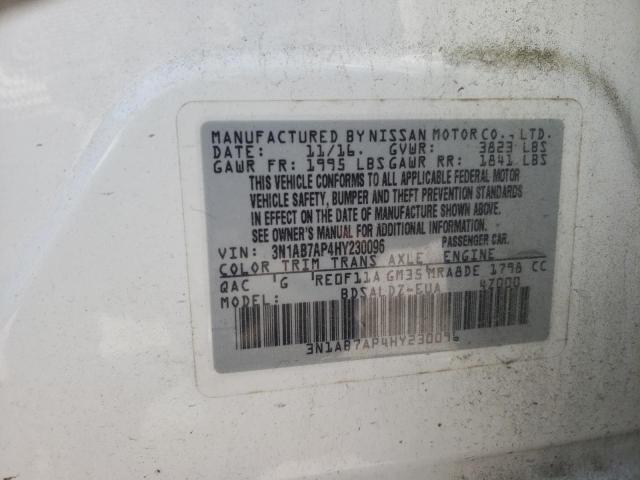 MANUFACTURED BY NISSAN MOTOR CO., LTD.
DATE: 11/16. GVWR: 3823 LBS
GAWR FR: 1995 LBS GAWR RR: 1841 LBS
THIS VEHICLE CONFORMS TO ALL APPLICABLE FEDERAL MOTOR
VEHICLE SAFETY, BUMPER AND THEFT PREVENTION STANDARDS
IN EFFECT ON THE DATE OF MANUFACTURE SHOWN ABOVE.
SEE OWNER'S MANUAL FOR ADDITIONAL INFORMATION.
VIN: 3N1AB7AP4HY230096 PASSENGER CAR.
COLOR TRIM TRANS AXLE ENGINE
QAC G RE0F11A GM35 MRA8DE 1798 CC
BDSALDZ-EUA 47000
3N1AB7AP4HY230096